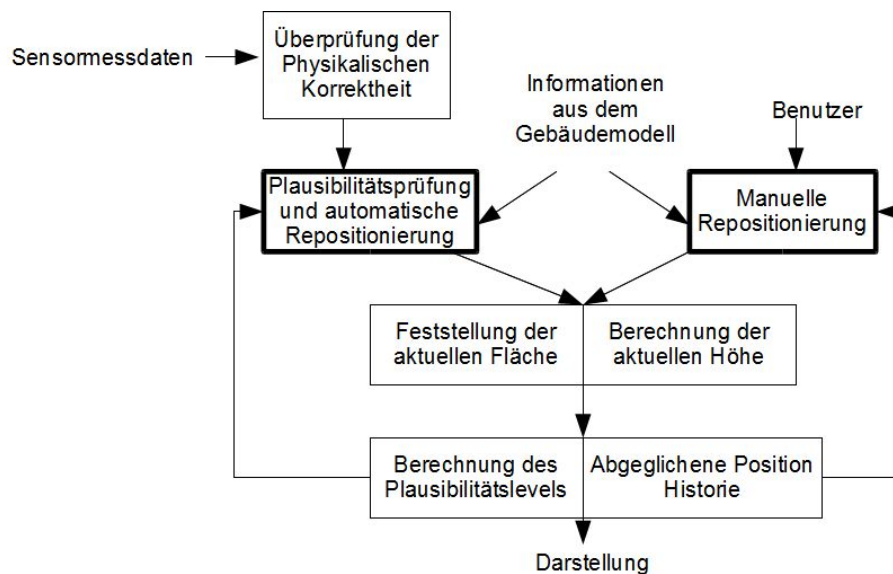 Sensormessdaten
Überprüfung der
Physikalischen
Korrektheit
Informationen
aus dem
Gebäudemodell
Benutzer
Plausibilitätsprüfung
und automatische
Repositionierung
Manuelle
Repositionierung
Feststellung der
aktuellen Fläche
Berechnung der
aktuellen Höhe
Berechnung des
Plausibilitätslevels
Abgeglichene Position
Historie
Darstellung